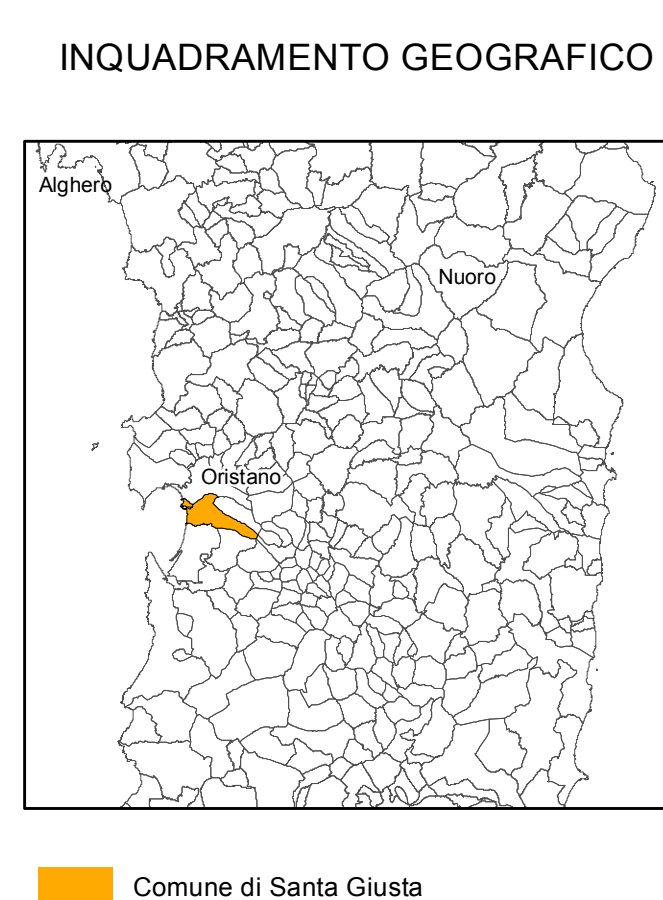 INQUADRAMENTO GEOGRAFICO
Alghero
Nuoro
Oristano
Comune di Santa Giusta